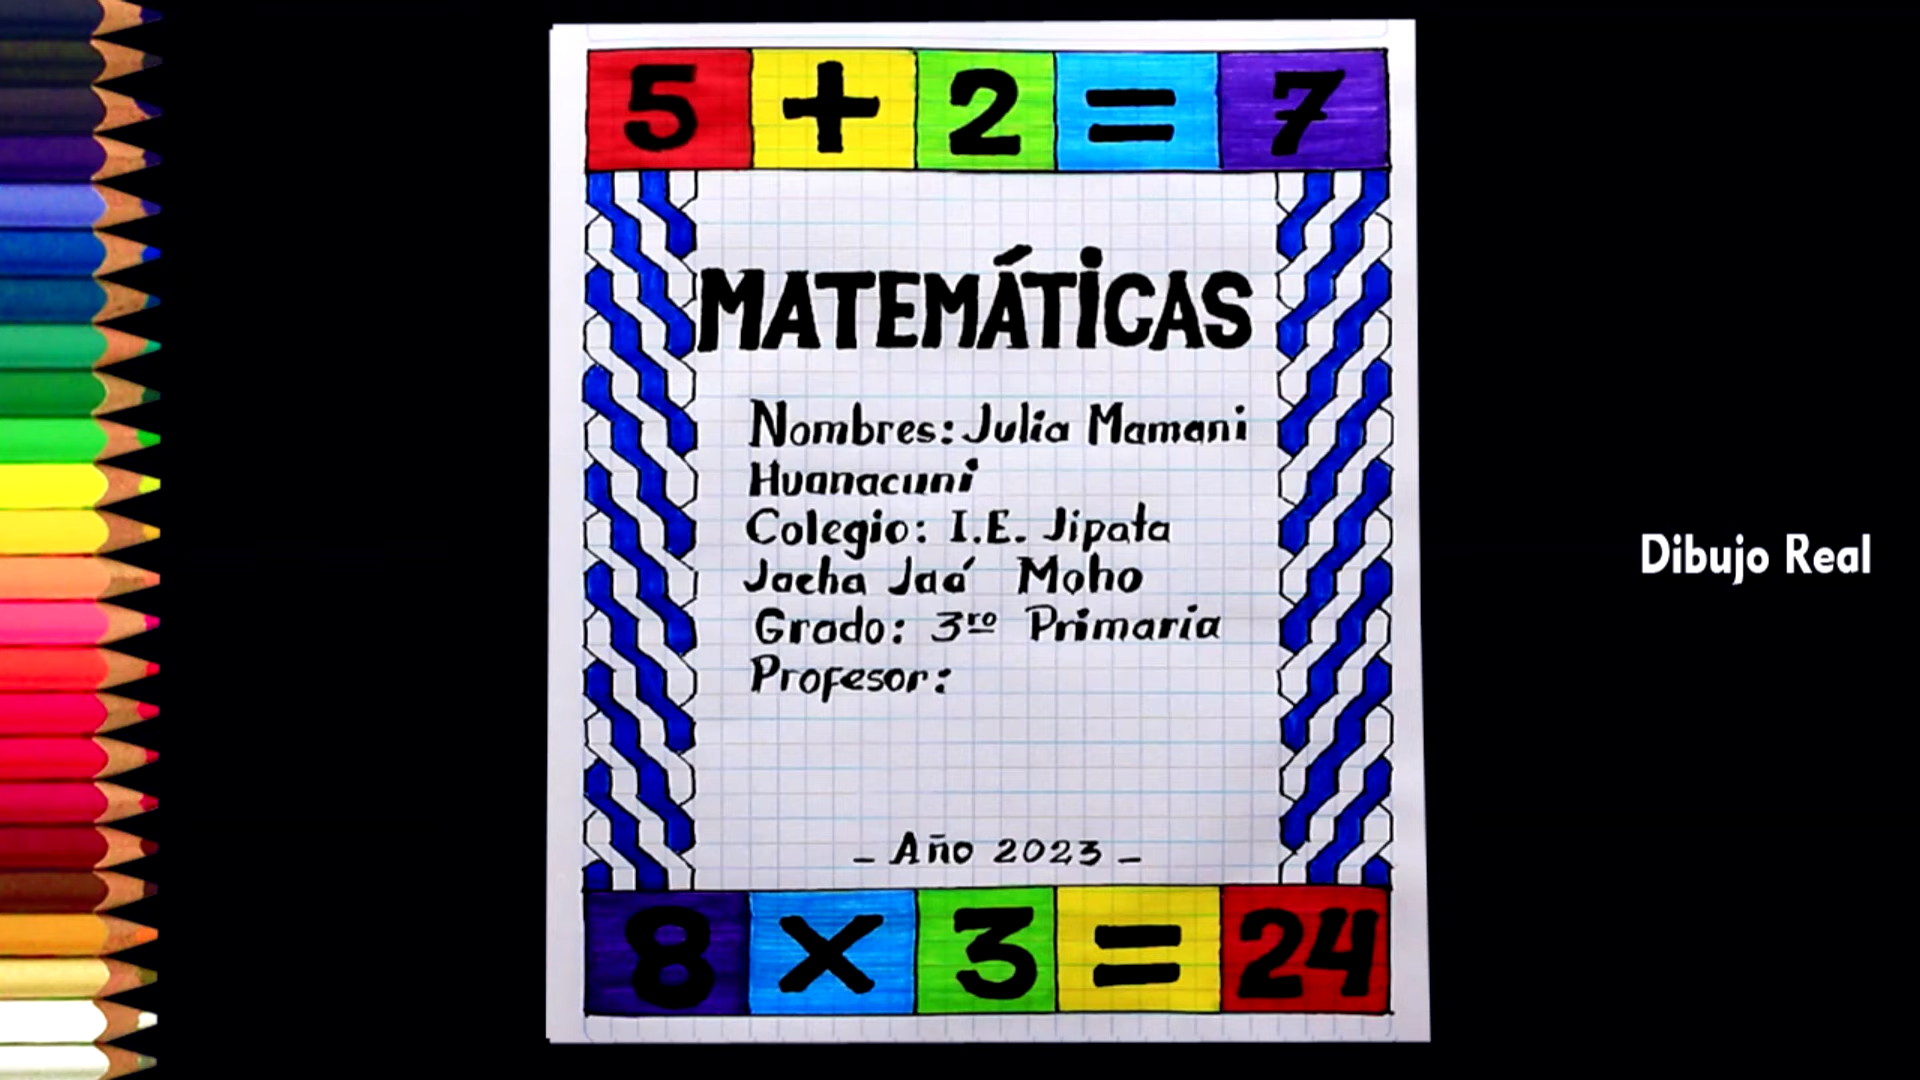 5 + 2 = 7
MATEMÁTiCAS
Nombres: Julia Mamani
Huanacuni
Colegio: I.E. Jipata
Jacha Jaá Moho
Grado: 3ro Primaria
Profesor:
- Año 2023 -
8 × 3 = 24
Dibujo Real